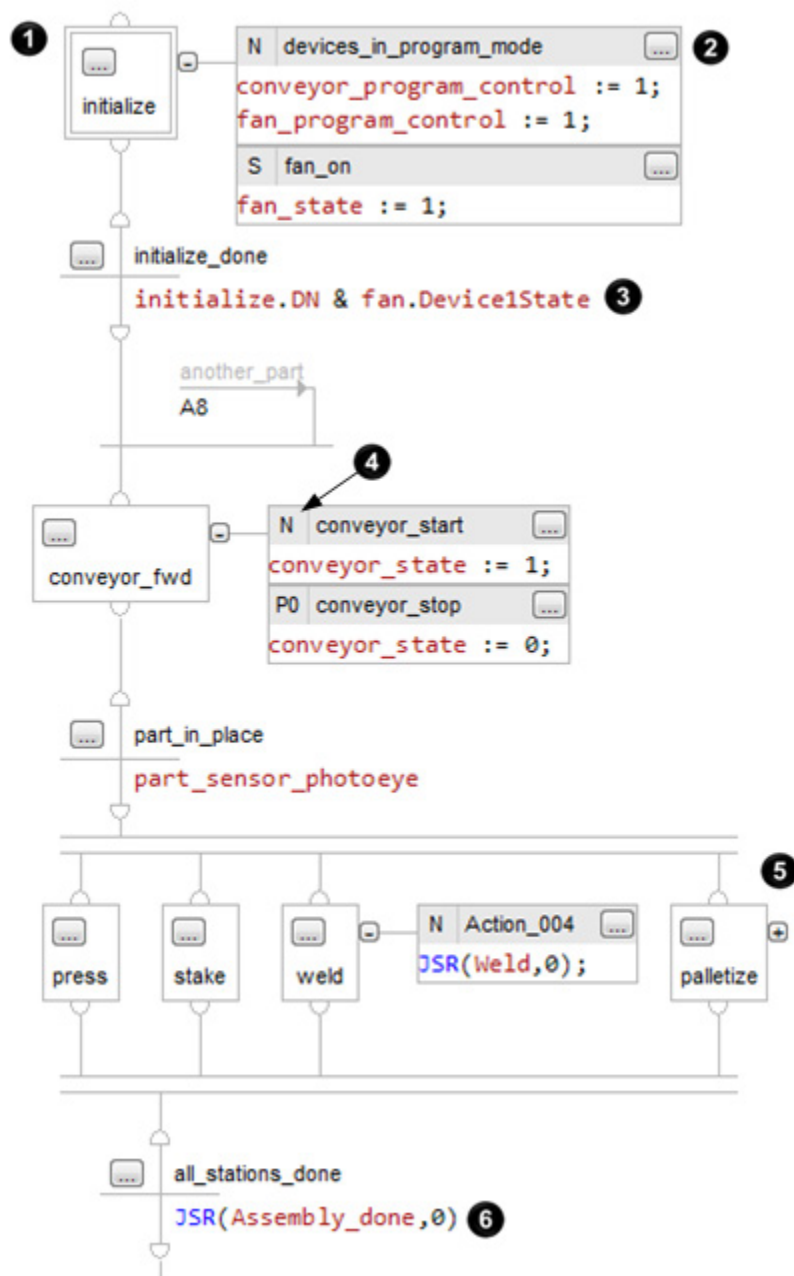 1
...
initialize
-
N devices_in_program_mode ...
2
conveyor_program_control := 1;
fan_program_control := 1;
S fan_on ...
fan_state := 1;
... initialize_done
initialize.DN & fan.Device1State 3
another_part
A8
4
...
conveyor_fwd
-
N conveyor_start ...
conveyor_state := 1;
P0 conveyor_stop ...
conveyor_state := 0;
... part_in_place
part_sensor_photoeye
5
...
press
...
stake
...
weld
-
N Action_004 ...
JSR(Weld,0);
...
palletize
+
... all_stations_done
JSR(Assembly_done,0) 6